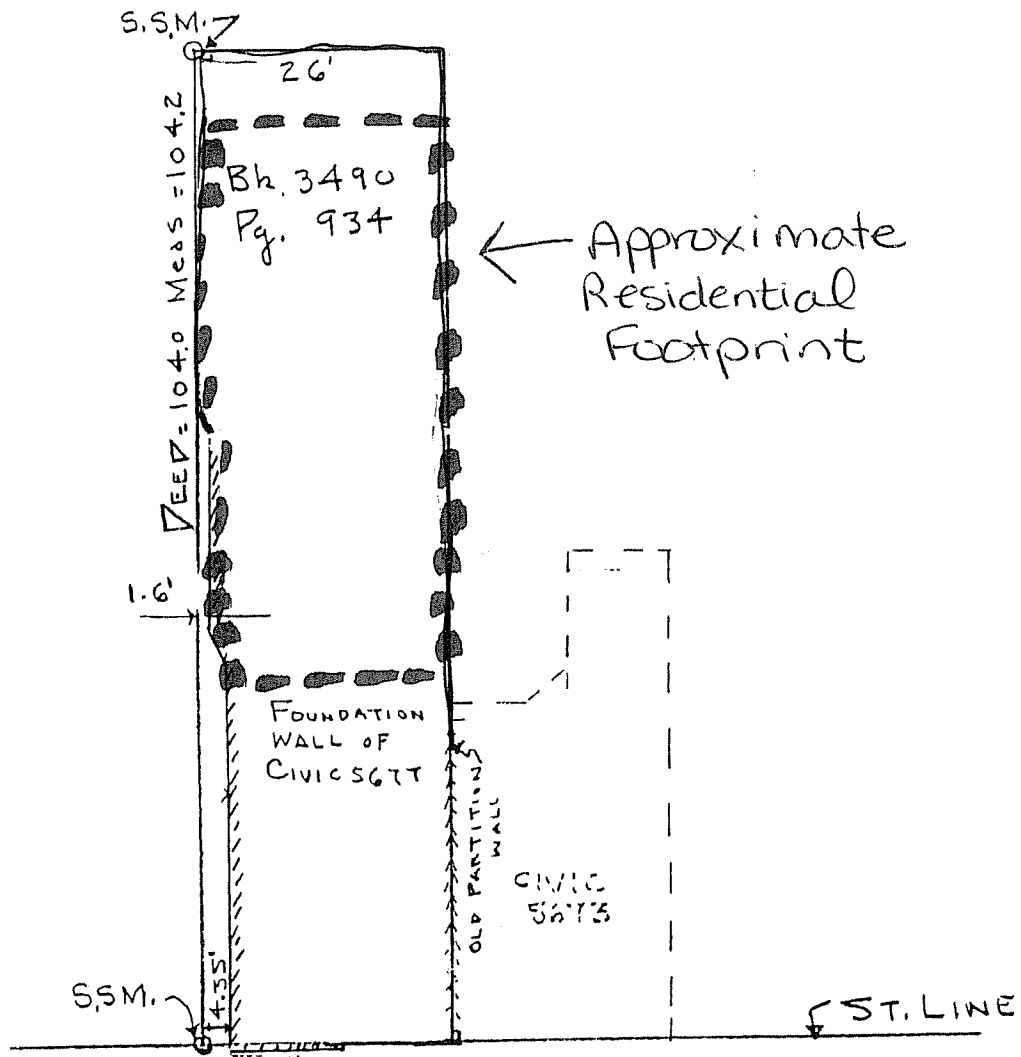 S.S.M.
26'
DEED = 104.0 Meas = 104.2
Bk. 3490
Pg. 934
Approximate
Residential
Footprint
1.6'
FOUNDATION
WALL OF
CIVIC 5677
OLD PARTITION
WALL
CIVIC
5673
4.35'
S.S.M.
ST. LINE